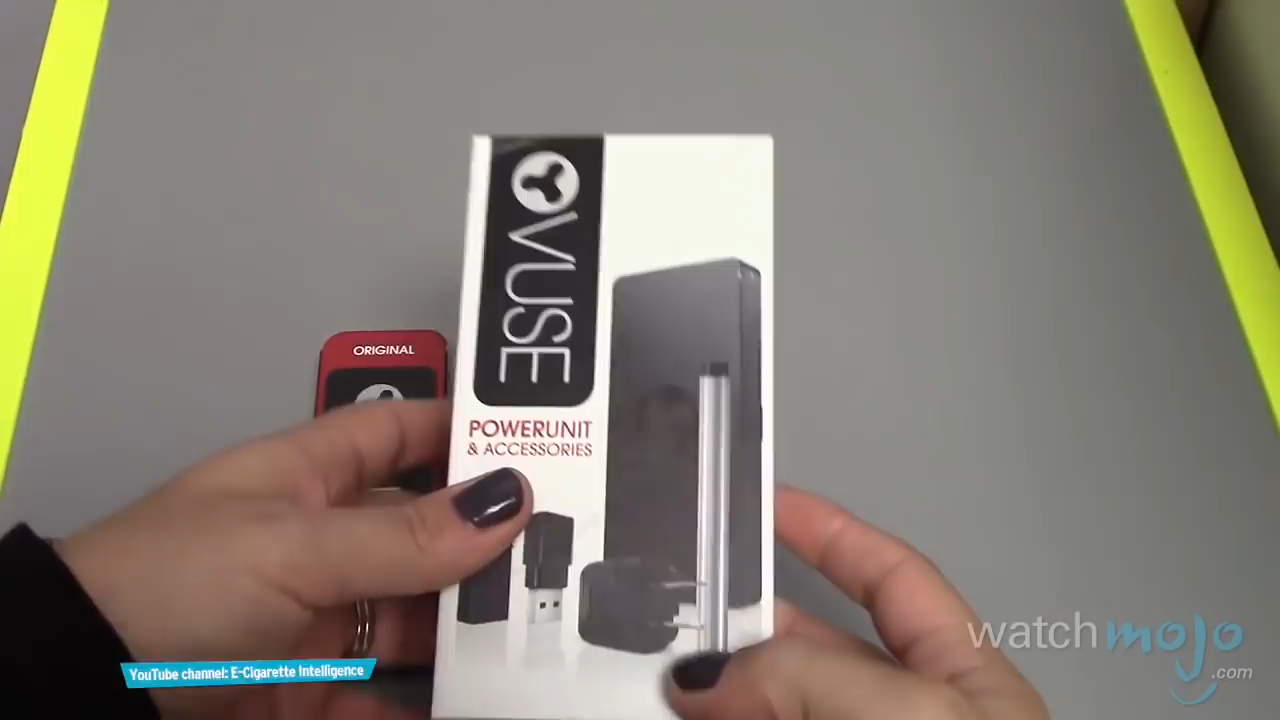 VUSE
ORIGINAL
POWERUNIT
& ACCESSORIES
YouTube channel: E-Cigarette Intelligence
watchmojo
.com